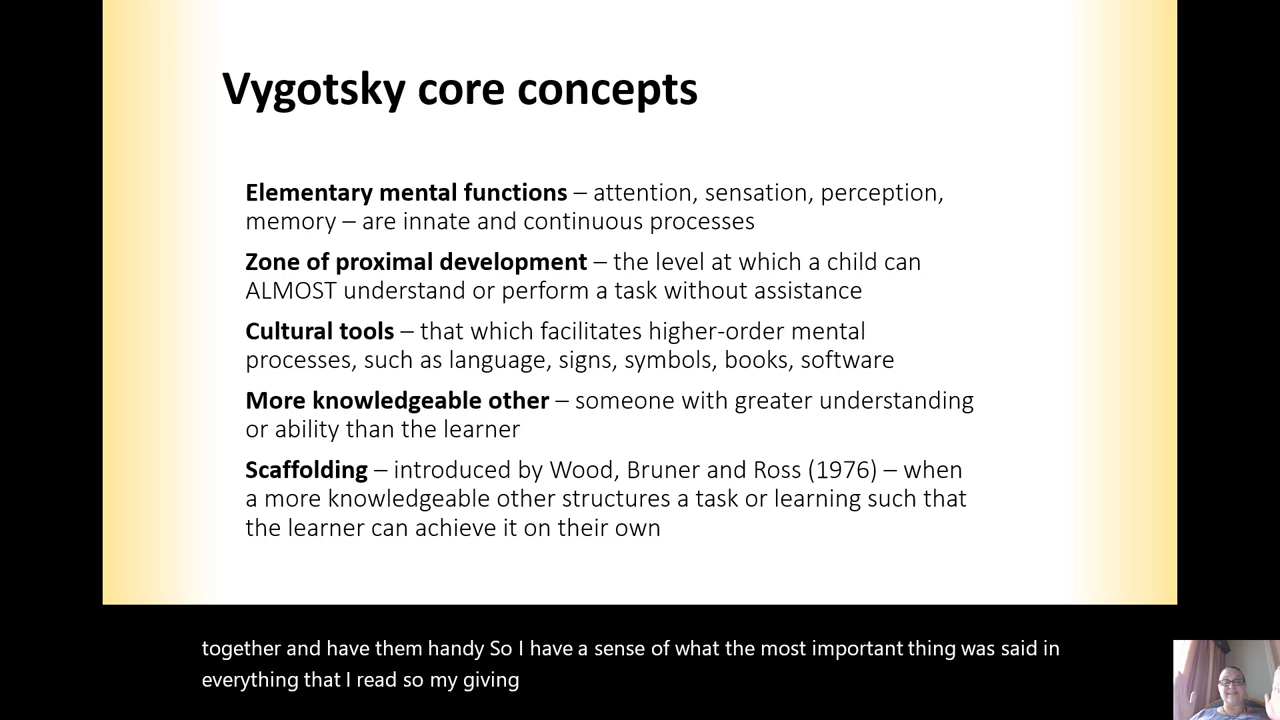 Vygotsky core concepts
Elementary mental functions – attention, sensation, perception,
memory – are innate and continuous processes
Zone of proximal development – the level at which a child can
ALMOST understand or perform a task without assistance
Cultural tools – that which facilitates higher-order mental
processes, such as language, signs, symbols, books, software
More knowledgeable other – someone with greater understanding
or ability than the learner
Scaffolding – introduced by Wood, Bruner and Ross (1976) – when
a more knowledgeable other structures a task or learning such that
the learner can achieve it on their own
together and have them handy So I have a sense of what the most important thing was said in
everything that I read so my giving